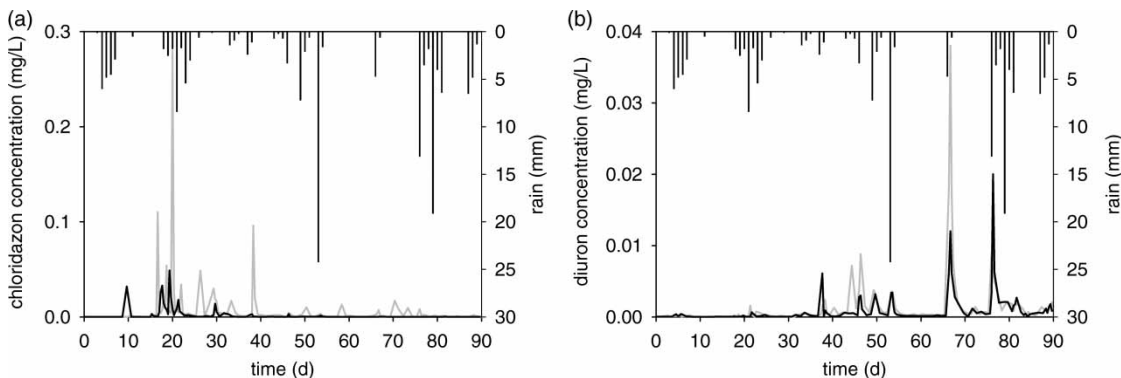 (a)
chloridazon concentration (mg/L)
0.3
0.2
0.1
0.0
0 10 20 30 40 50 60 70 80 90
time (d)
0
5
10
15
20
25
30
rain (mm)
(b)
diuron concentration (mg/L)
0.04
0.03
0.02
0.01
0.00
0 10 20 30 40 50 60 70 80 90
time (d)
0
5
10
15
20
25
30
rain (mm)